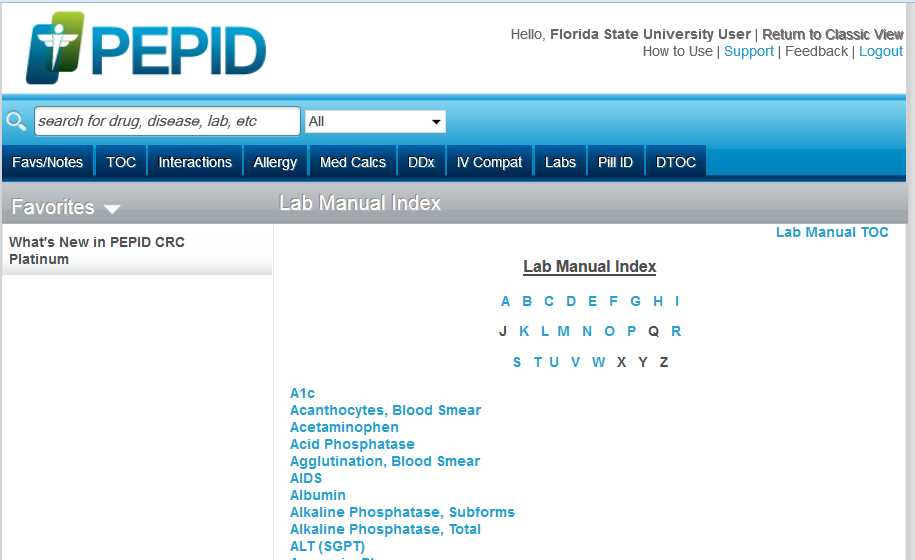 PEPID
Hello, Florida State University User | Return to Classic View
How to Use | Support | Feedback | Logout
search for drug, disease, lab, etc
All
Favs/Notes TOC Interactions Allergy Med Calcs DDx IV Compat Labs Pill ID DTOC
Favorites
Lab Manual Index
What's New in PEPID CRC
Platinum
Lab Manual TOC
Lab Manual Index
A B C D E F G H I
J K L M N O P Q R
S T U V W X Y Z
A1c
Acanthocytes, Blood Smear
Acetaminophen
Acid Phosphatase
Agglutination, Blood Smear
AIDS
Albumin
Alkaline Phosphatase, Subforms
Alkaline Phosphatase, Total
ALT (SGPT)